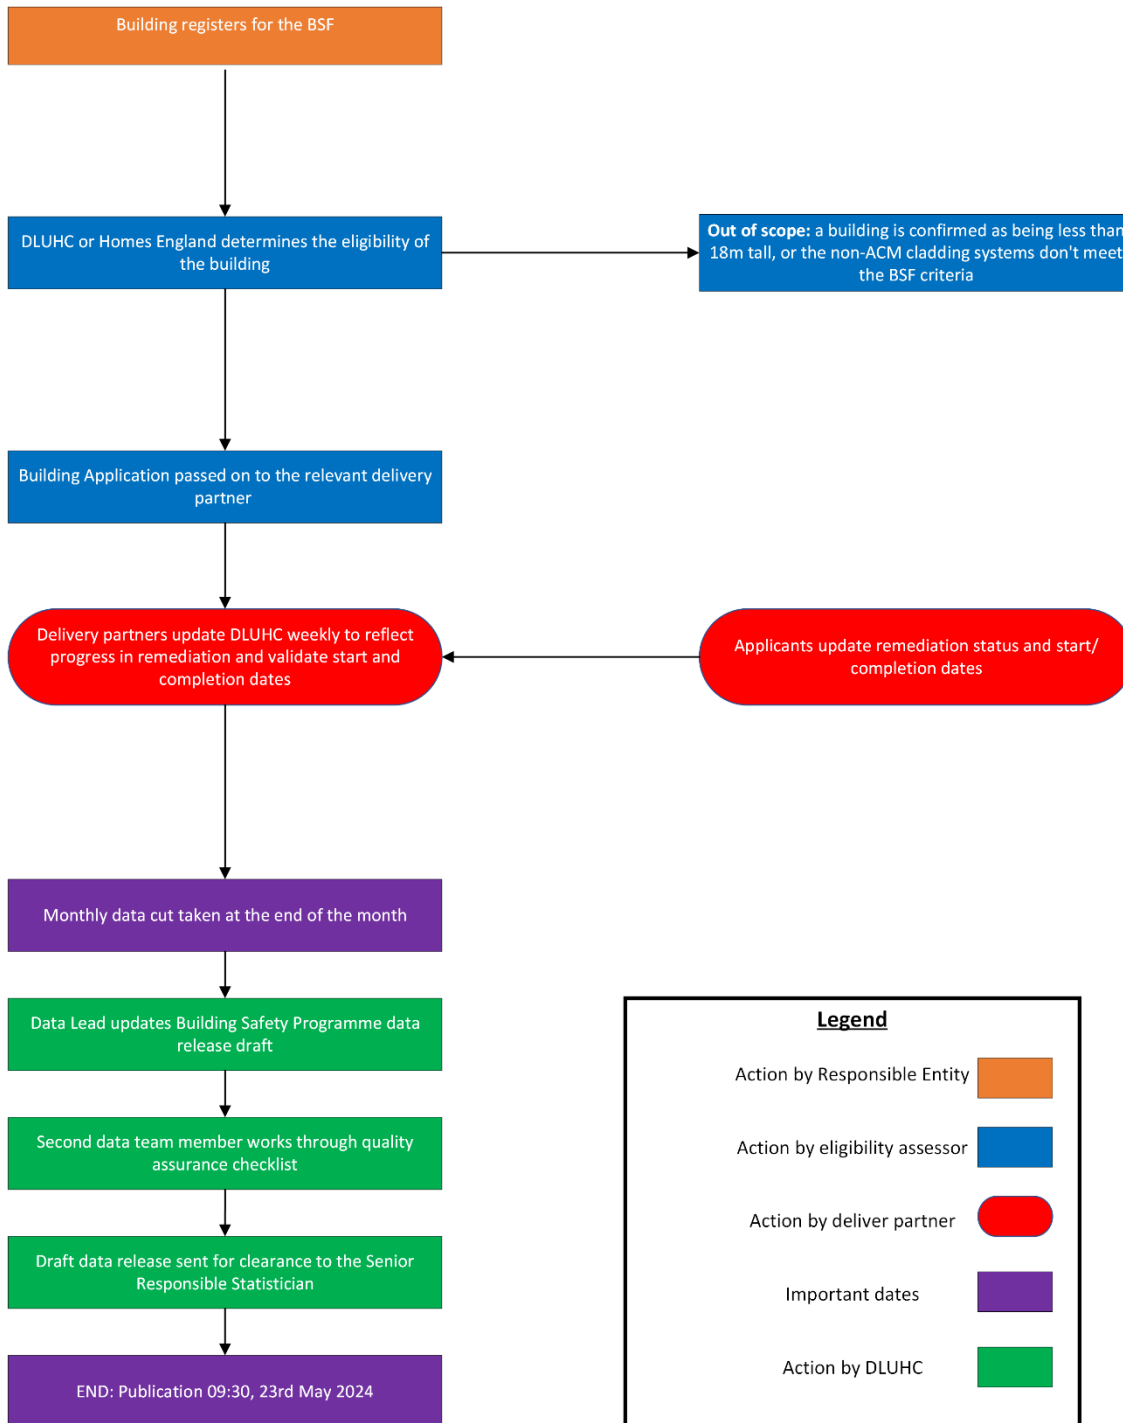 Building registers for the BSF
DLUHC or Homes England determines the eligibility of
the building
Out of scope: a building is confirmed as being less than
18m tall, or the non-ACM cladding systems don't meet
the BSF criteria
Building Application passed on to the relevant delivery
partner
Delivery partners update DLUHC weekly to reflect
progress in remediation and validate start and
completion dates
Applicants update remediation status and start/
completion dates
Monthly data cut taken at the end of the month
Data Lead updates Building Safety Programme data
release draft
Second data team member works through quality
assurance checklist
Draft data release sent for clearance to the Senior
Responsible Statistician
END: Publication 09:30, 23rd May 2024
Legend
Action by Responsible Entity
Action by eligibility assessor
Action by deliver partner
Important dates
Action by DLUHC